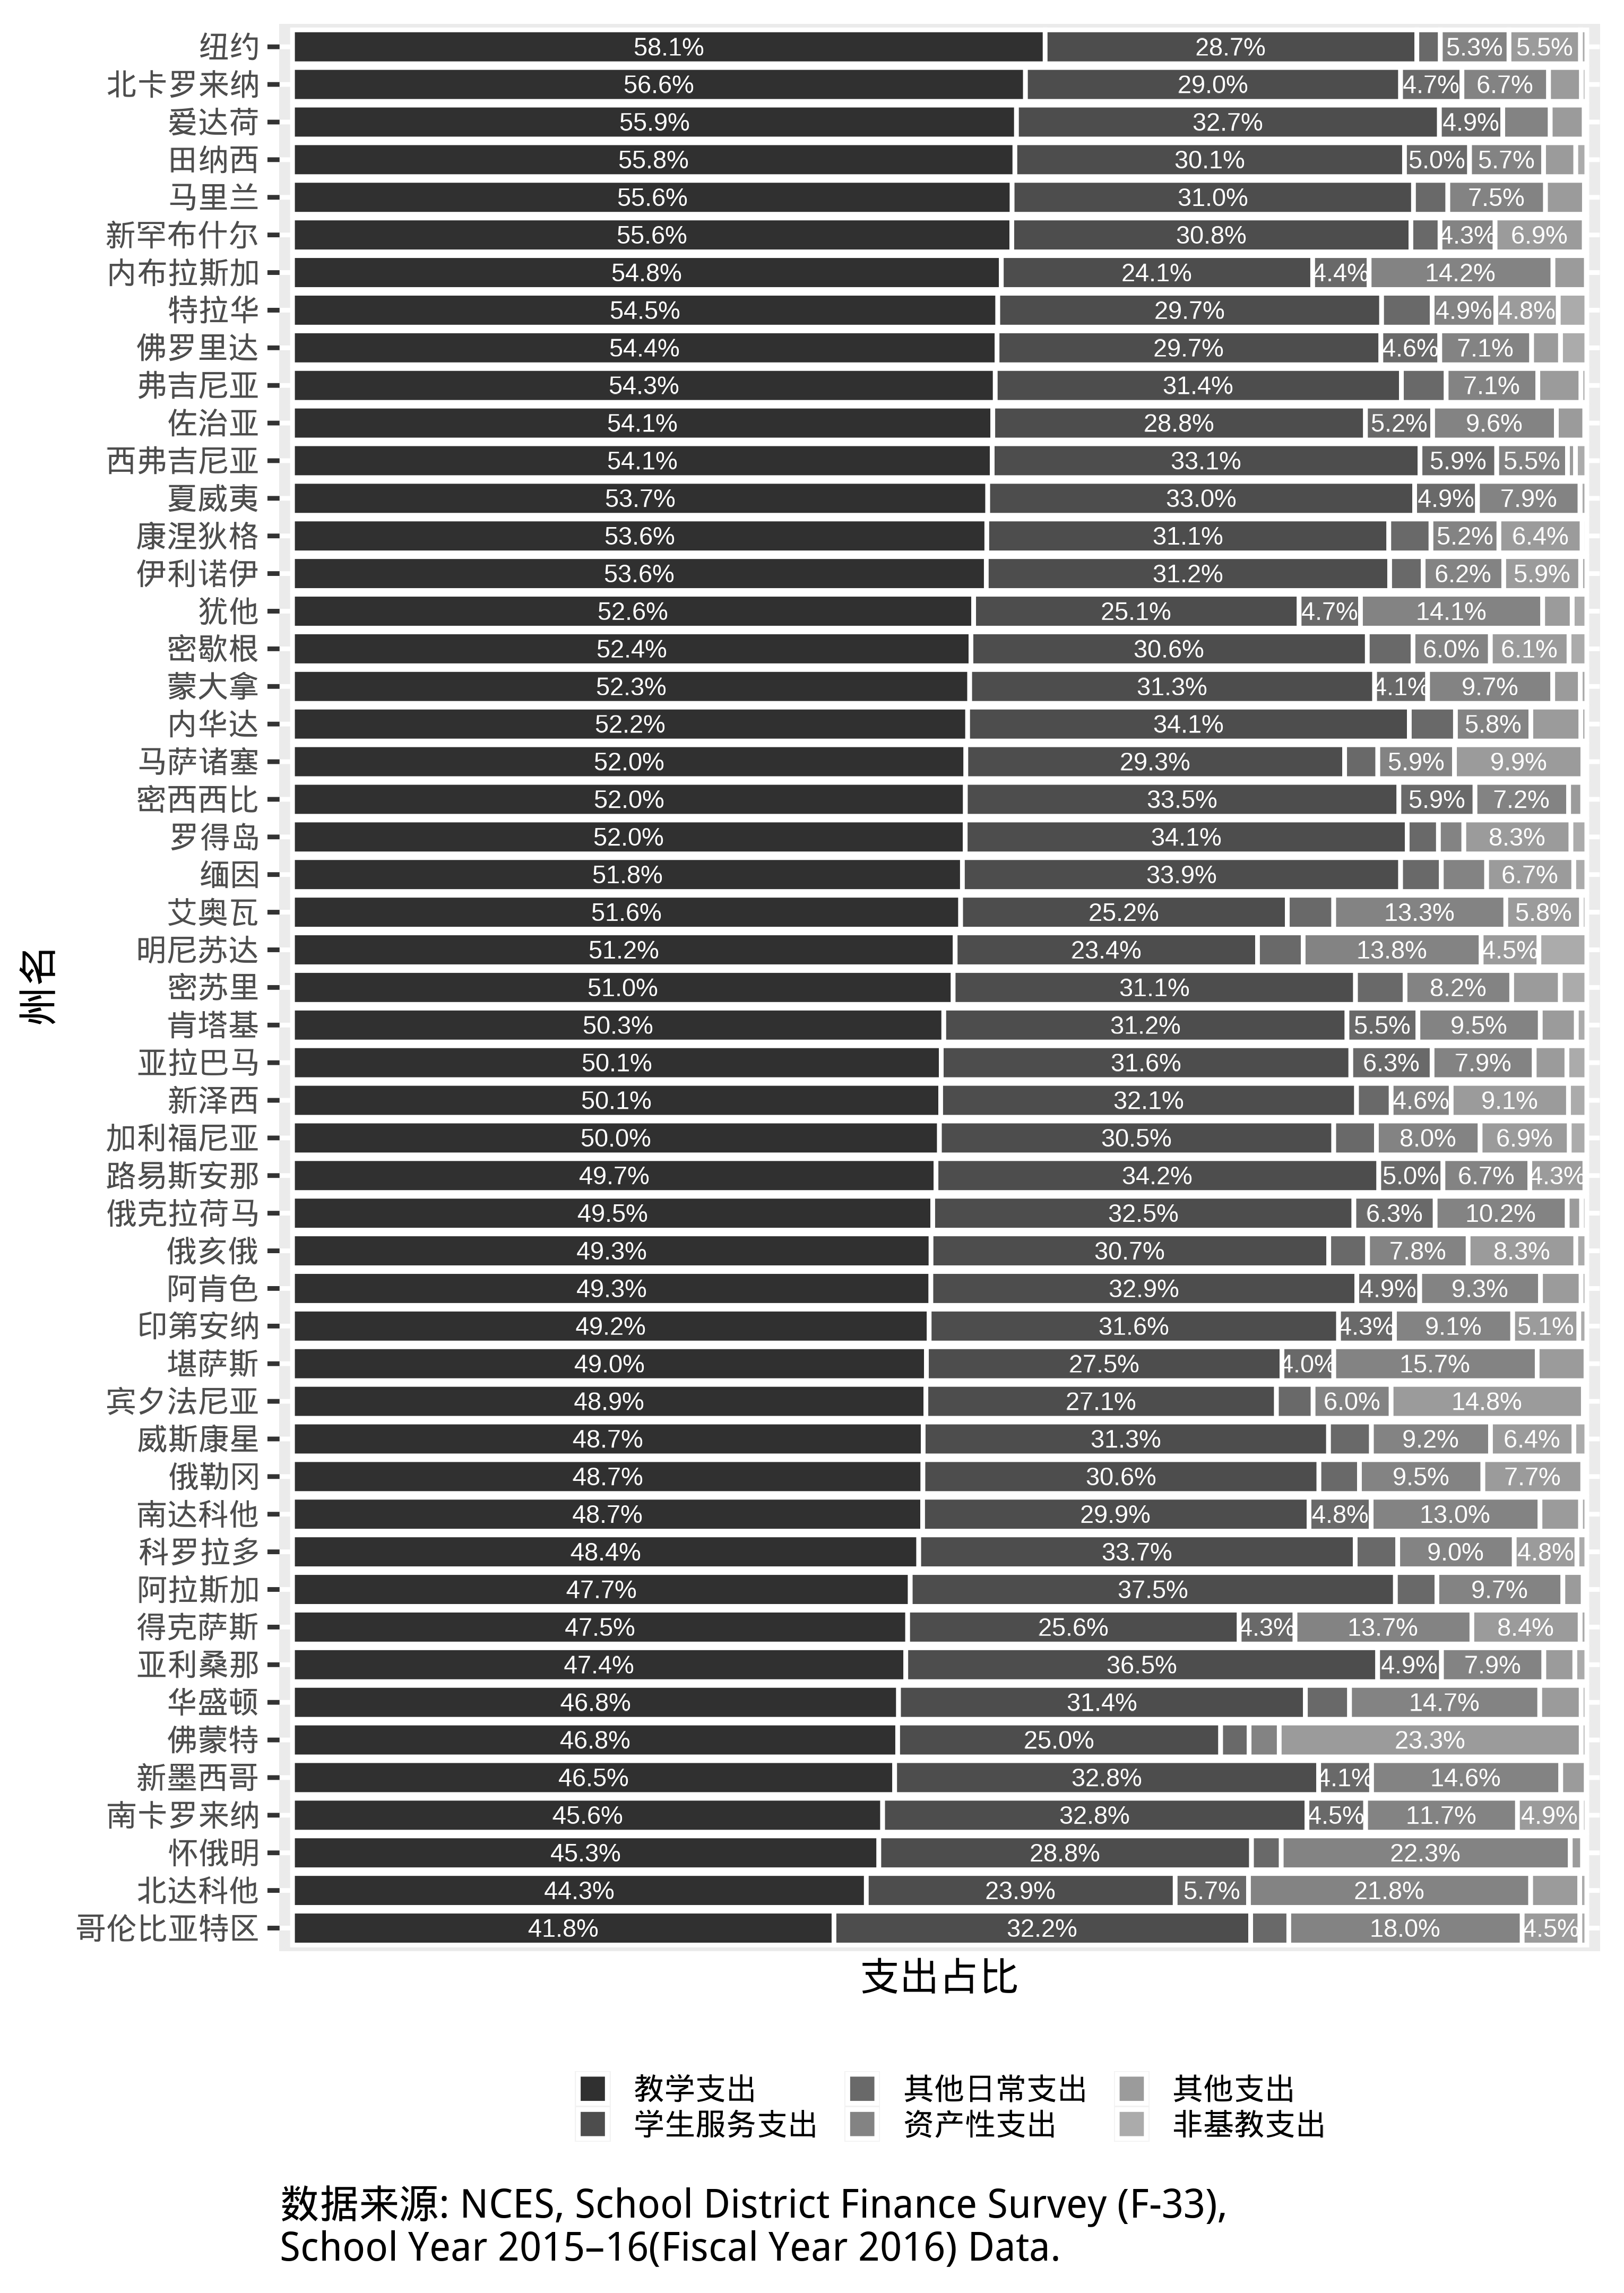 纽约 58.1% 28.7% 5.3% 5.5%
北卡罗来纳 56.6% 29.0% 4.7% 6.7%
爱达荷 55.9% 32.7% 4.9%
田纳西 55.8% 30.1% 5.0% 5.7%
马里兰 55.6% 31.0% 7.5%
新罕布什尔 55.6% 30.8% 4.3% 6.9%
内布拉斯加 54.8% 24.1% 4.4% 14.2%
特拉华 54.5% 29.7% 4.9% 4.8%
佛罗里达 54.4% 29.7% 4.6% 7.1%
弗吉尼亚 54.3% 31.4% 7.1%
佐治亚 54.1% 28.8% 5.2% 9.6%
西弗吉尼亚 54.1% 33.1% 5.9% 5.5%
夏威夷 53.7% 33.0% 4.9% 7.9%
康涅狄格 53.6% 31.1% 5.2% 6.4%
伊利诺伊 53.6% 31.2% 6.2% 5.9%
犹他 52.6% 25.1% 4.7% 14.1%
密歇根 52.4% 30.6% 6.0% 6.1%
蒙大拿 52.3% 31.3% 4.1% 9.7%
内华达 52.2% 34.1% 5.8%
马萨诸塞 52.0% 29.3% 5.9% 9.9%
密西西比 52.0% 33.5% 5.9% 7.2%
罗得岛 52.0% 34.1% 8.3%
缅因 51.8% 33.9% 6.7%
艾奥瓦 51.6% 25.2% 13.3% 5.8%
明尼苏达 51.2% 23.4% 13.8% 4.5%
密苏里 51.0% 31.1% 8.2%
肯塔基 50.3% 31.2% 5.5% 9.5%
亚拉巴马 50.1% 31.6% 6.3% 7.9%
新泽西 50.1% 32.1% 4.6% 9.1%
加利福尼亚 50.0% 30.5% 8.0% 6.9%
路易斯安那 49.7% 34.2% 5.0% 6.7% 4.3%
俄克拉荷马 49.5% 32.5% 6.3% 10.2%
俄亥俄 49.3% 30.7% 7.8% 8.3%
阿肯色 49.3% 32.9% 4.9% 9.3%
印第安纳 49.2% 31.6% 4.3% 9.1% 5.1%
堪萨斯 49.0% 27.5% 4.0% 15.7%
宾夕法尼亚 48.9% 27.1% 6.0% 14.8%
威斯康星 48.7% 31.3% 9.2% 6.4%
俄勒冈 48.7% 30.6% 9.5% 7.7%
南达科他 48.7% 29.9% 4.8% 13.0%
科罗拉多 48.4% 33.7% 9.0% 4.8%
阿拉斯加 47.7% 37.5% 9.7%
得克萨斯 47.5% 25.6% 4.3% 13.7% 8.4%
亚利桑那 47.4% 36.5% 4.9% 7.9%
华盛顿 46.8% 31.4% 14.7%
佛蒙特 46.8% 25.0% 23.3%
新墨西哥 46.5% 32.8% 4.1% 14.6%
南卡罗来纳 45.6% 32.8% 4.5% 11.7% 4.9%
怀俄明 45.3% 28.8% 22.3%
北达科他 44.3% 23.9% 5.7% 21.8%
哥伦比亚特区 41.8% 32.2% 18.0% 4.5%
州名
支出占比
教学支出 其他日常支出 其他支出
学生服务支出 资产性支出 非基教支出
数据来源: NCES, School District Finance Survey (F-33),
School Year 2015–16(Fiscal Year 2016) Data.